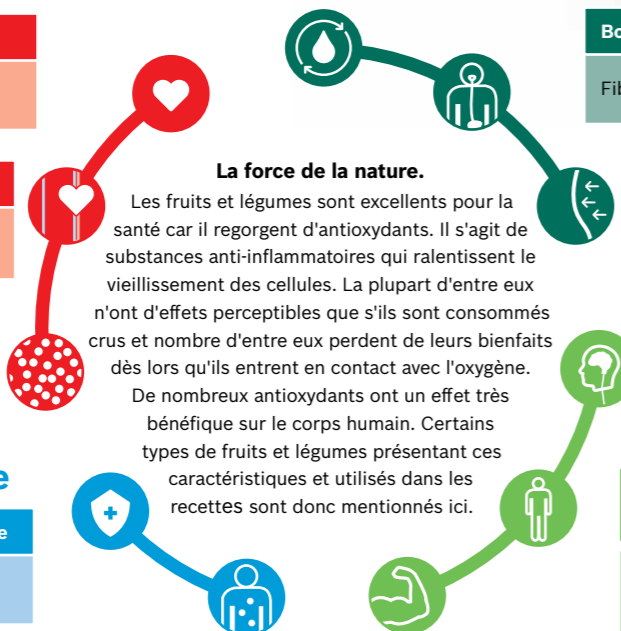 Bo
Fib
La force de la nature.
Les fruits et légumes sont excellents pour la
santé car il regorgent d'antioxydants. Il s'agit de
substances anti-inflammatoires qui ralentissent le
vieillissement des cellules. La plupart d'entre eux
n'ont d'effets perceptibles que s'ils sont consommés
crus et nombre d'entre eux perdent de leurs bienfaits
dès lors qu'ils entrent en contact avec l'oxygène.
De nombreux antioxydants ont un effet très
bénéfique sur le corps humain. Certains
types de fruits et légumes présentant ces
caractéristiques et utilisés dans les
recettes sont donc mentionnés ici.
e
e